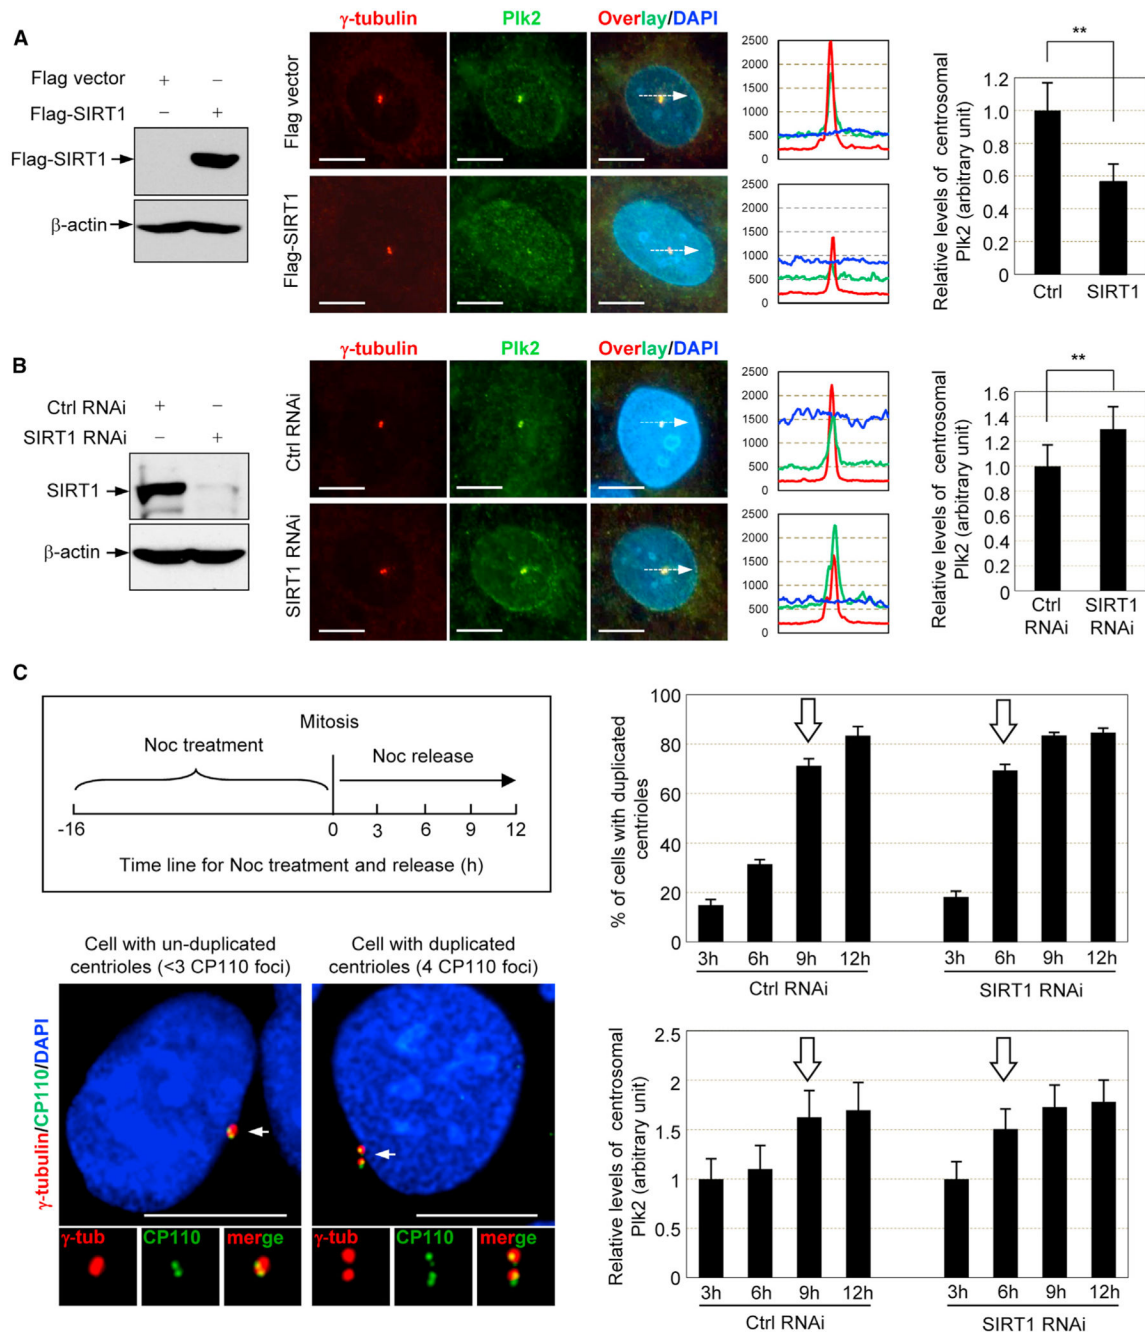 A
Flag vector + −
Flag-SIRT1 − +
Flag-SIRT1
β-actin
γ-tubulin Plk2 Overlay/DAPI
Flag vector
Flag-SIRT1
2500
2000
1500
1000
500
0
2500
2000
1500
1000
500
0
Relative levels of centrosomal
Plk2 (arbitrary unit)
**
1.2
1.0
0.8
0.6
0.4
0.2
0
Ctrl SIRT1
B
Ctrl RNAi + −
SIRT1 RNAi − +
SIRT1
β-actin
γ-tubulin Plk2 Overlay/DAPI
Ctrl RNAi
SIRT1 RNAi
2500
2000
1500
1000
500
0
2500
2000
1500
1000
500
0
Relative levels of centrosomal
Plk2 (arbitrary unit)
**
1.6
1.4
1.2
1.0
0.8
0.6
0.4
0.2
0
Ctrl SIRT1
RNAi RNAi
C
Mitosis
Noc treatment
Noc release
-16 0 3 6 9 12
Time line for Noc treatment and release (h)
Cell with un-duplicated
centrioles (<3 CP110 foci)
Cell with duplicated
centrioles (4 CP110 foci)
γ-tubulin/CP110/DAPI
γ-tub CP110 merge γ-tub CP110 merge
% of cells with duplicated
centrioles
100
80
60
40
20
0
3h 6h 9h 12h 3h 6h 9h 12h
Ctrl RNAi SIRT1 RNAi
Relative levels of centrosomal
Plk2 (arbitrary unit)
2.5
2
1.5
1
0.5
0
3h 6h 9h 12h 3h 6h 9h 12h
Ctrl RNAi SIRT1 RNAi